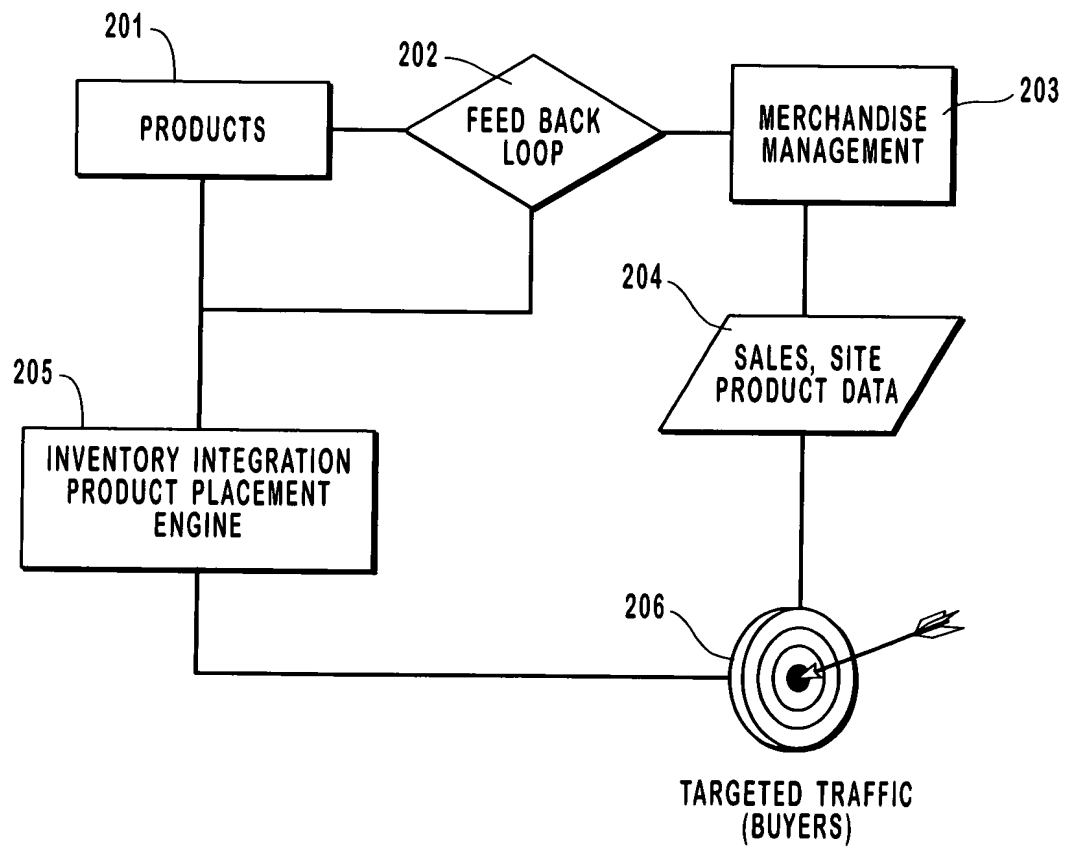 201
PRODUCTS
202
FEED BACK
LOOP
203
MERCHANDISE
MANAGEMENT
204
SALES, SITE
PRODUCT DATA
205
INVENTORY INTEGRATION
PRODUCT PLACEMENT
ENGINE
206
TARGETED TRAFFIC
(BUYERS)